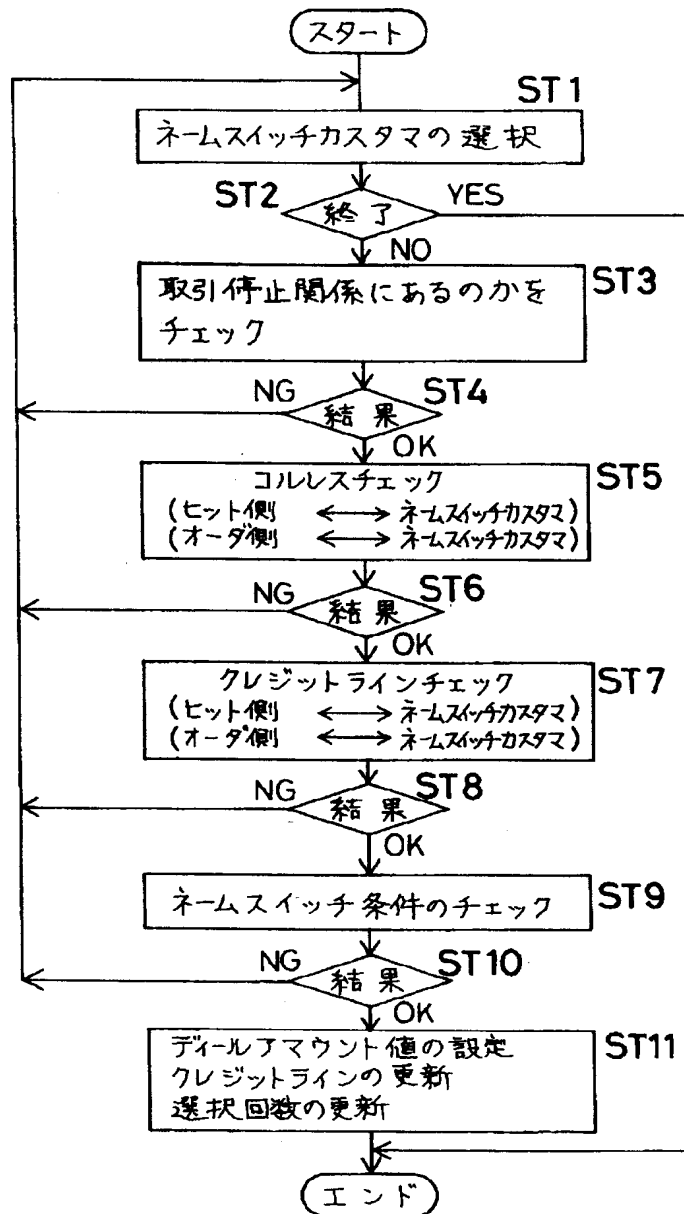 スタート
ST1
ネームスイッチカスタマの選択
ST2
終了
YES
NO
ST3
取引停止関係にあるのかを
チェック
NG
ST4
結果
OK
ST5
コルレスチェック
(ヒット側 ←→ ネームスイッチカスタマ)
(オーダ側 ←→ ネームスイッチカスタマ)
NG
ST6
結果
OK
ST7
クレジットラインチェック
(ヒット側 ←→ ネームスイッチカスタマ)
(オーダ側 ←→ ネームスイッチカスタマ)
NG
ST8
結果
OK
ST9
ネームスイッチ条件のチェック
NG
ST10
結果
OK
ST11
ディールアマウント値の設定
クレジットラインの更新
選択回数の更新
エンド